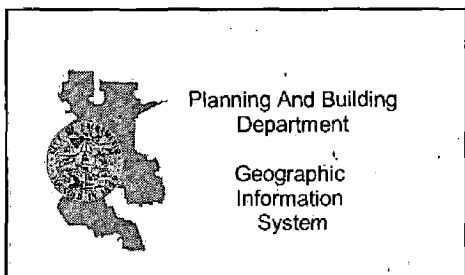 Planning And Building
Department
Geographic
Information
System